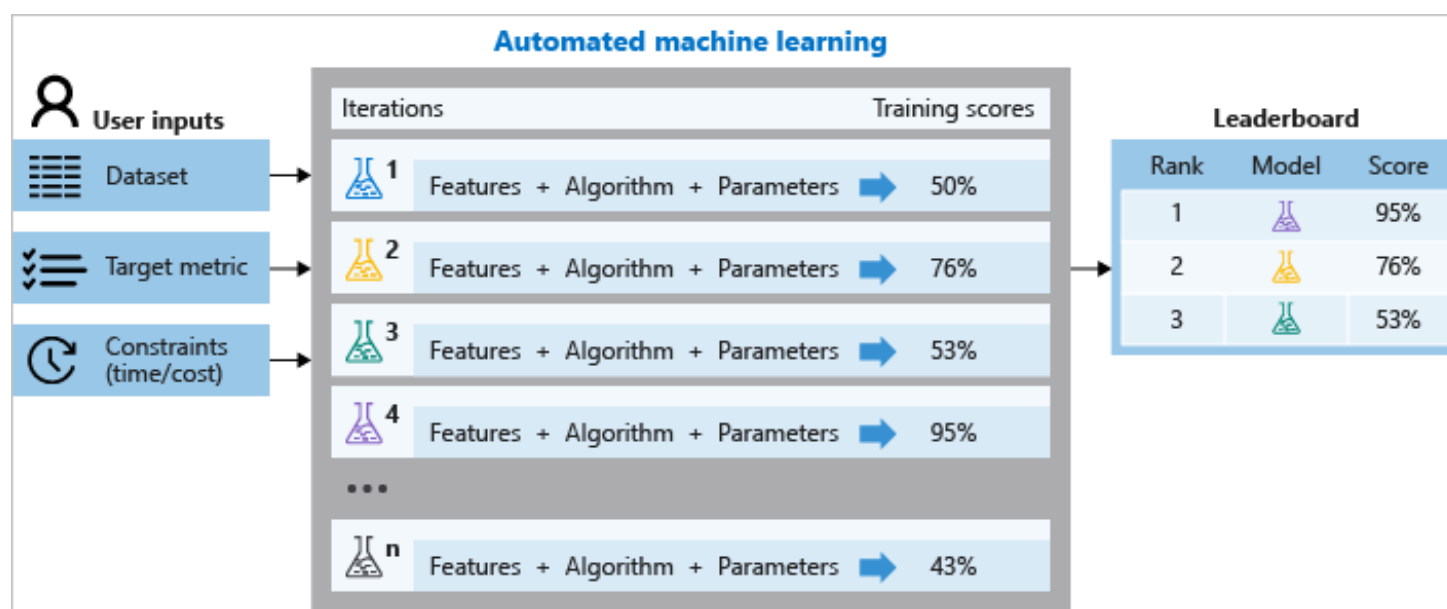 Automated machine learning
User inputs
Dataset
Target metric
Constraints
(time/cost)
Iterations Training scores
1 Features + Algorithm + Parameters 50%
2 Features + Algorithm + Parameters 76%
3 Features + Algorithm + Parameters 53%
4 Features + Algorithm + Parameters 95%
•••
n Features + Algorithm + Parameters 43%
Leaderboard
Rank Model Score
1 95%
2 76%
3 53%